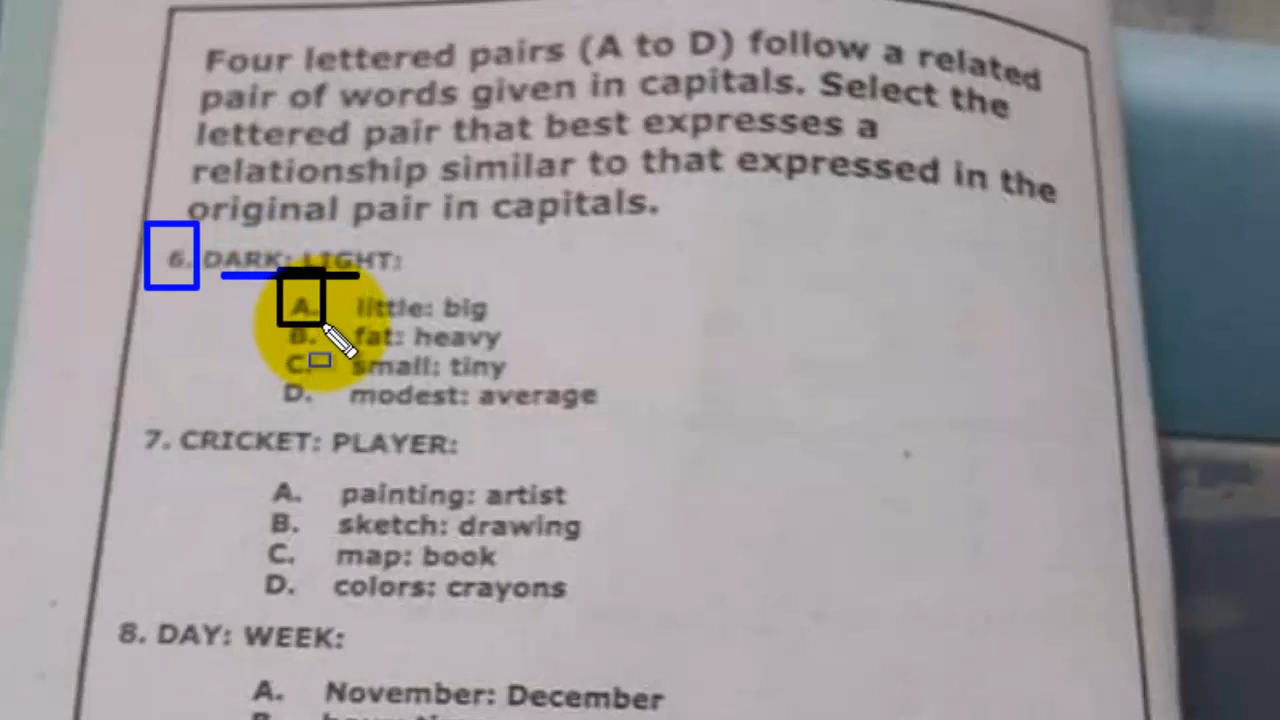 Four lettered pairs (A to D) follow a related
pair of words given in capitals. Select the
lettered pair that best expresses a
relationship similar to that expressed in the
original pair in capitals.
6. DARK: LIGHT:
A. little: big
B. fat: heavy
C. small: tiny
D. modest: average
7. CRICKET: PLAYER:
A. painting: artist
B. sketch: drawing
C. map: book
D. colors: crayons
8. DAY: WEEK:
A. November: December